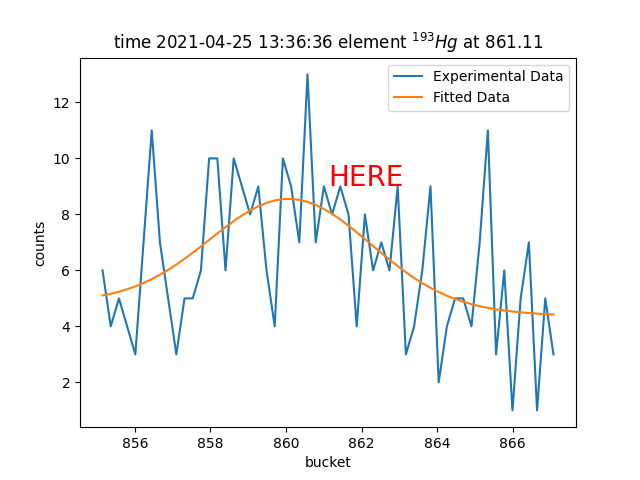 time 2021-04-25 13:36:36 element ¹⁹³Hg at 861.11
Experimental Data
Fitted Data
HERE
counts
12
10
8
6
4
2
856 858 860 862 864 866
bucket